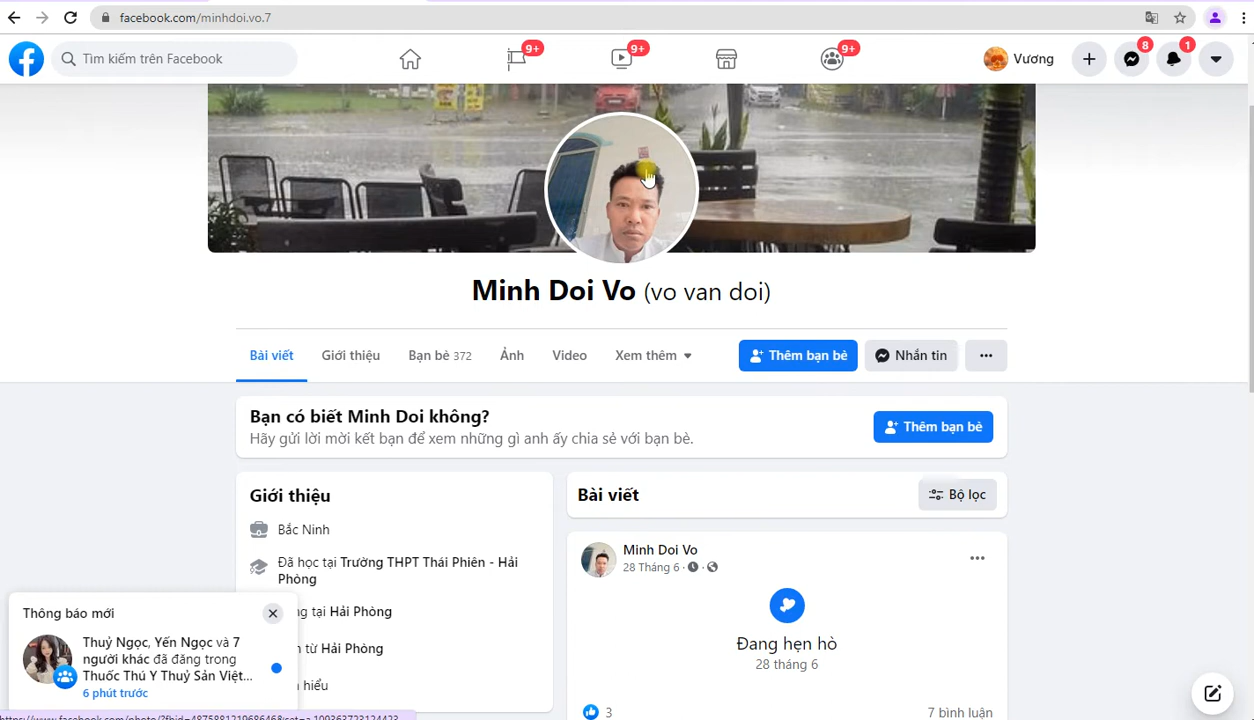 facebook.com/minhdoi.vo.7
Tìm kiếm trên Facebook
9+
9+
9+
Vương
8
1
Minh Doi Vo (vo van doi)
Bài viết
Giới thiệu
Bạn bè 372
Ảnh
Video
Xem thêm
Thêm bạn bè
Nhắn tin
Bạn có biết Minh Doi không?
Hãy gửi lời mời kết bạn để xem những gì anh ấy chia sẻ với bạn bè.
Thêm bạn bè
Giới thiệu
Bắc Ninh
Đã học tại Trường THPT Thái Phiên - Hải
Phòng
ng tại Hải Phòng
từ Hải Phòng
hiểu
Bài viết
Bộ lọc
Minh Doi Vo
28 Tháng 6 ·
Đang hẹn hò
28 tháng 6
3
7 bình luận
Thông báo mới
Thuỷ Ngọc, Yến Ngọc và 7
người khác đã đăng trong
Thuốc Thú Y Thuỷ Sản Việt...
6 phút trước